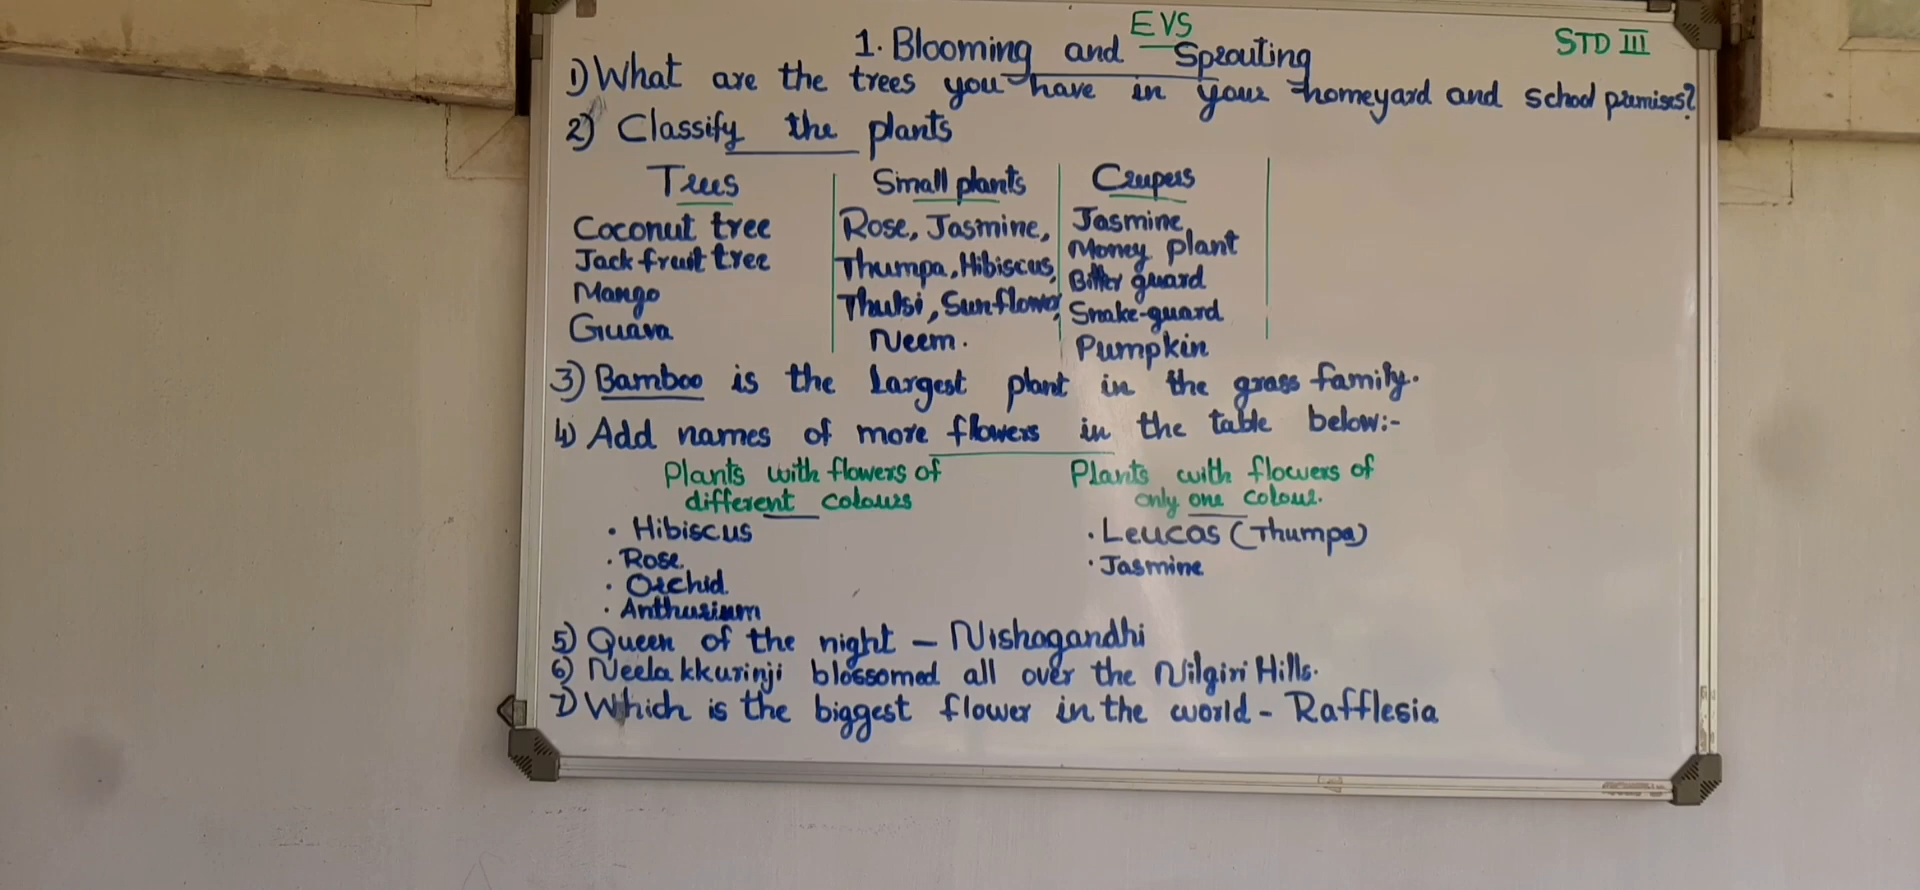 EVS
STD III
1. Blooming and Sprouting
1) What are the trees you have in your homeyard and school premises?
2) Classify the plants
Trees Small plants Creepers
Coconut tree Rose, Jasmine, Jasmine
Jack fruit tree Thumpa, Hibiscus, Money plant
Mango Thulsi, Sunflower, Bitter guard
Guava Neem. Snake-guard
Pumpkin
3) Bamboo is the largest plant in the grass family.
4) Add names of more flowers in the table below:-
Plants with flowers of different colours
Plants with flowers of only one colour.
• Hibiscus • Leucas (Thumpa)
• Rose • Jasmine
• Orchid
• Anthurium
5) Queen of the night - Nishagandhi
6) Neela kkurinji blossomed all over the Nilgiri Hills.
7) Which is the biggest flower in the world - Rafflesia